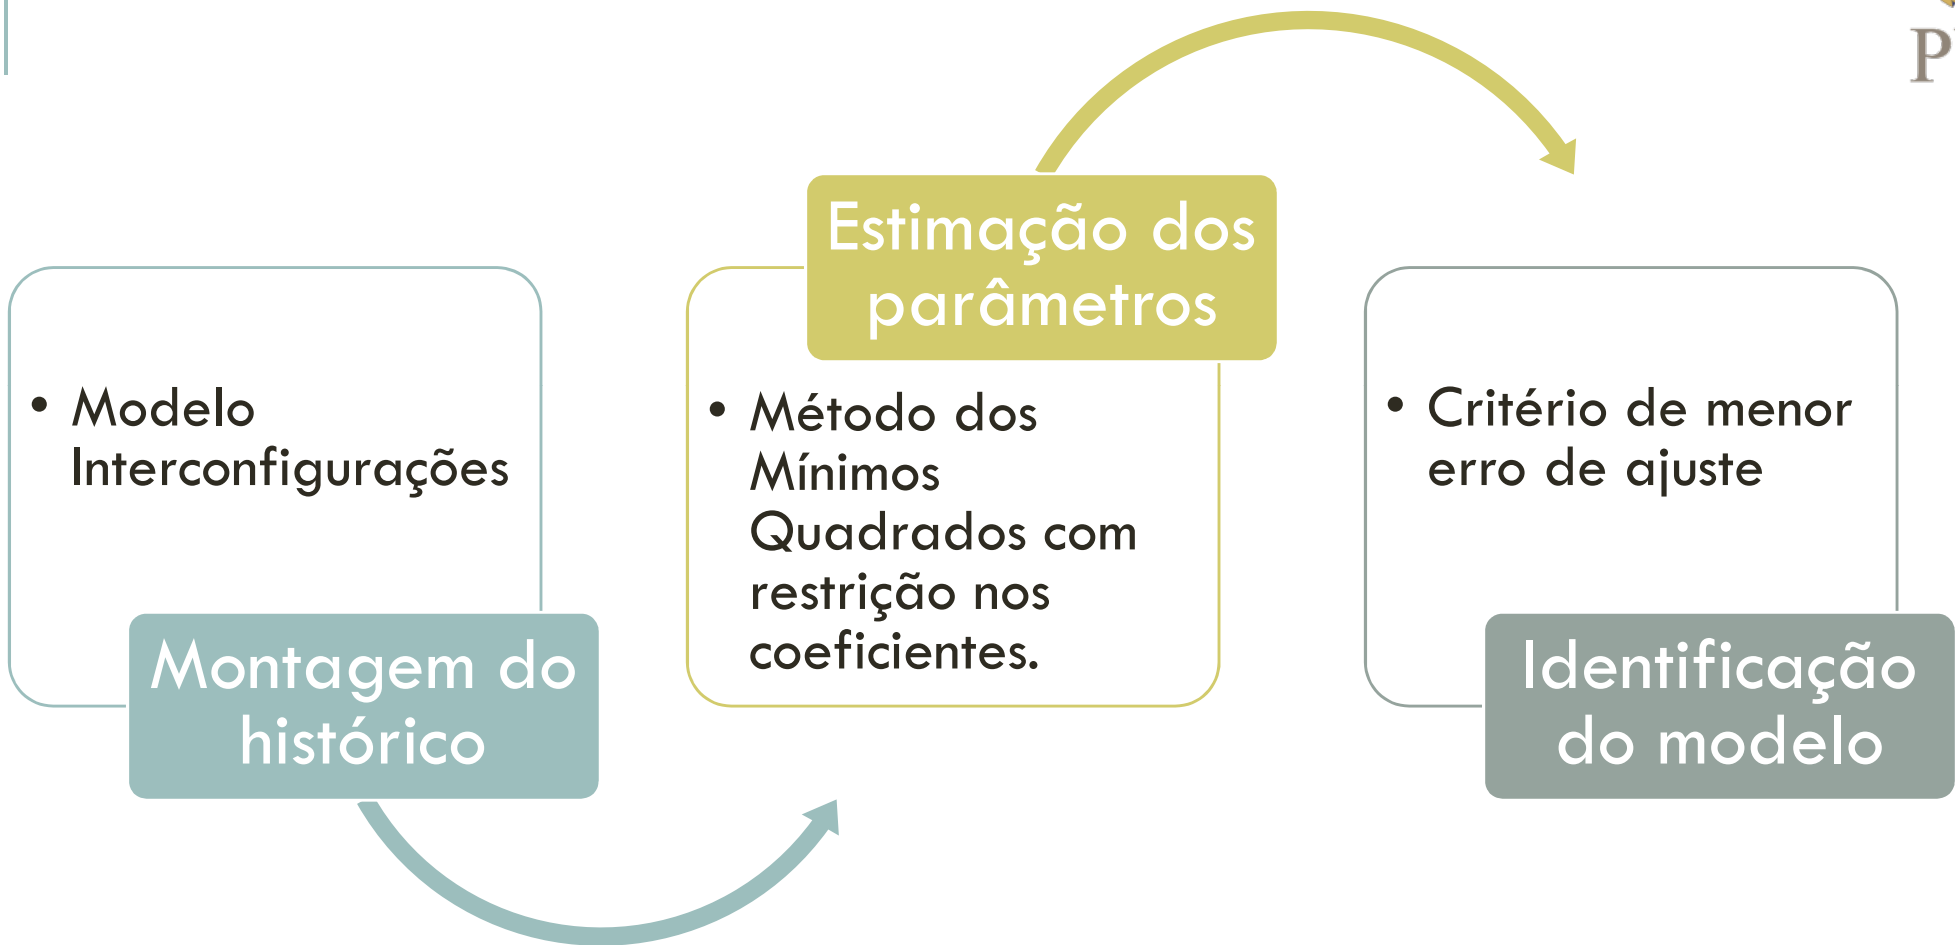 • Modelo
Interconfigurações
Montagem do
histórico
Estimação dos
parâmetros
• Método dos
Mínimos
Quadrados com
restrição nos
coeficientes.
• Critério de menor
erro de ajuste
Identificação
do modelo